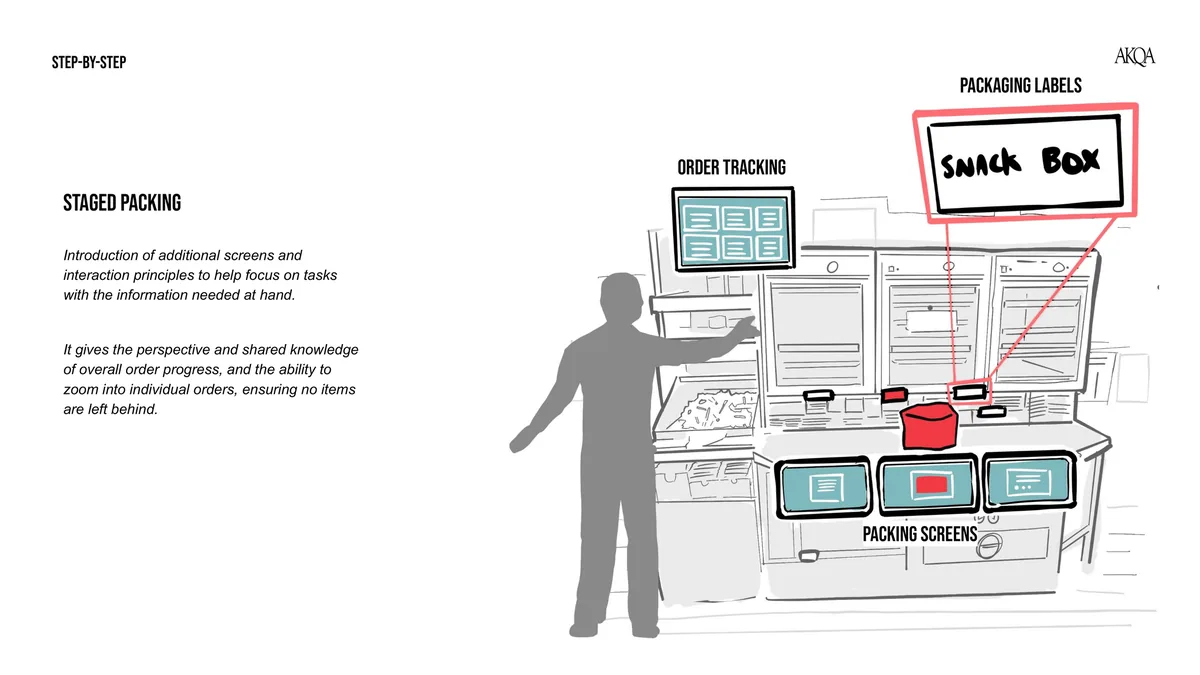 STEP-BY-STEP
AKQA
PACKAGING LABELS
SNACK BOX
ORDER TRACKING
STAGED PACKING
Introduction of additional screens and
interaction principles to help focus on tasks
with the information needed at hand.
It gives the perspective and shared knowledge
of overall order progress, and the ability to
zoom into individual orders, ensuring no items
are left behind.
PACKING SCREENS